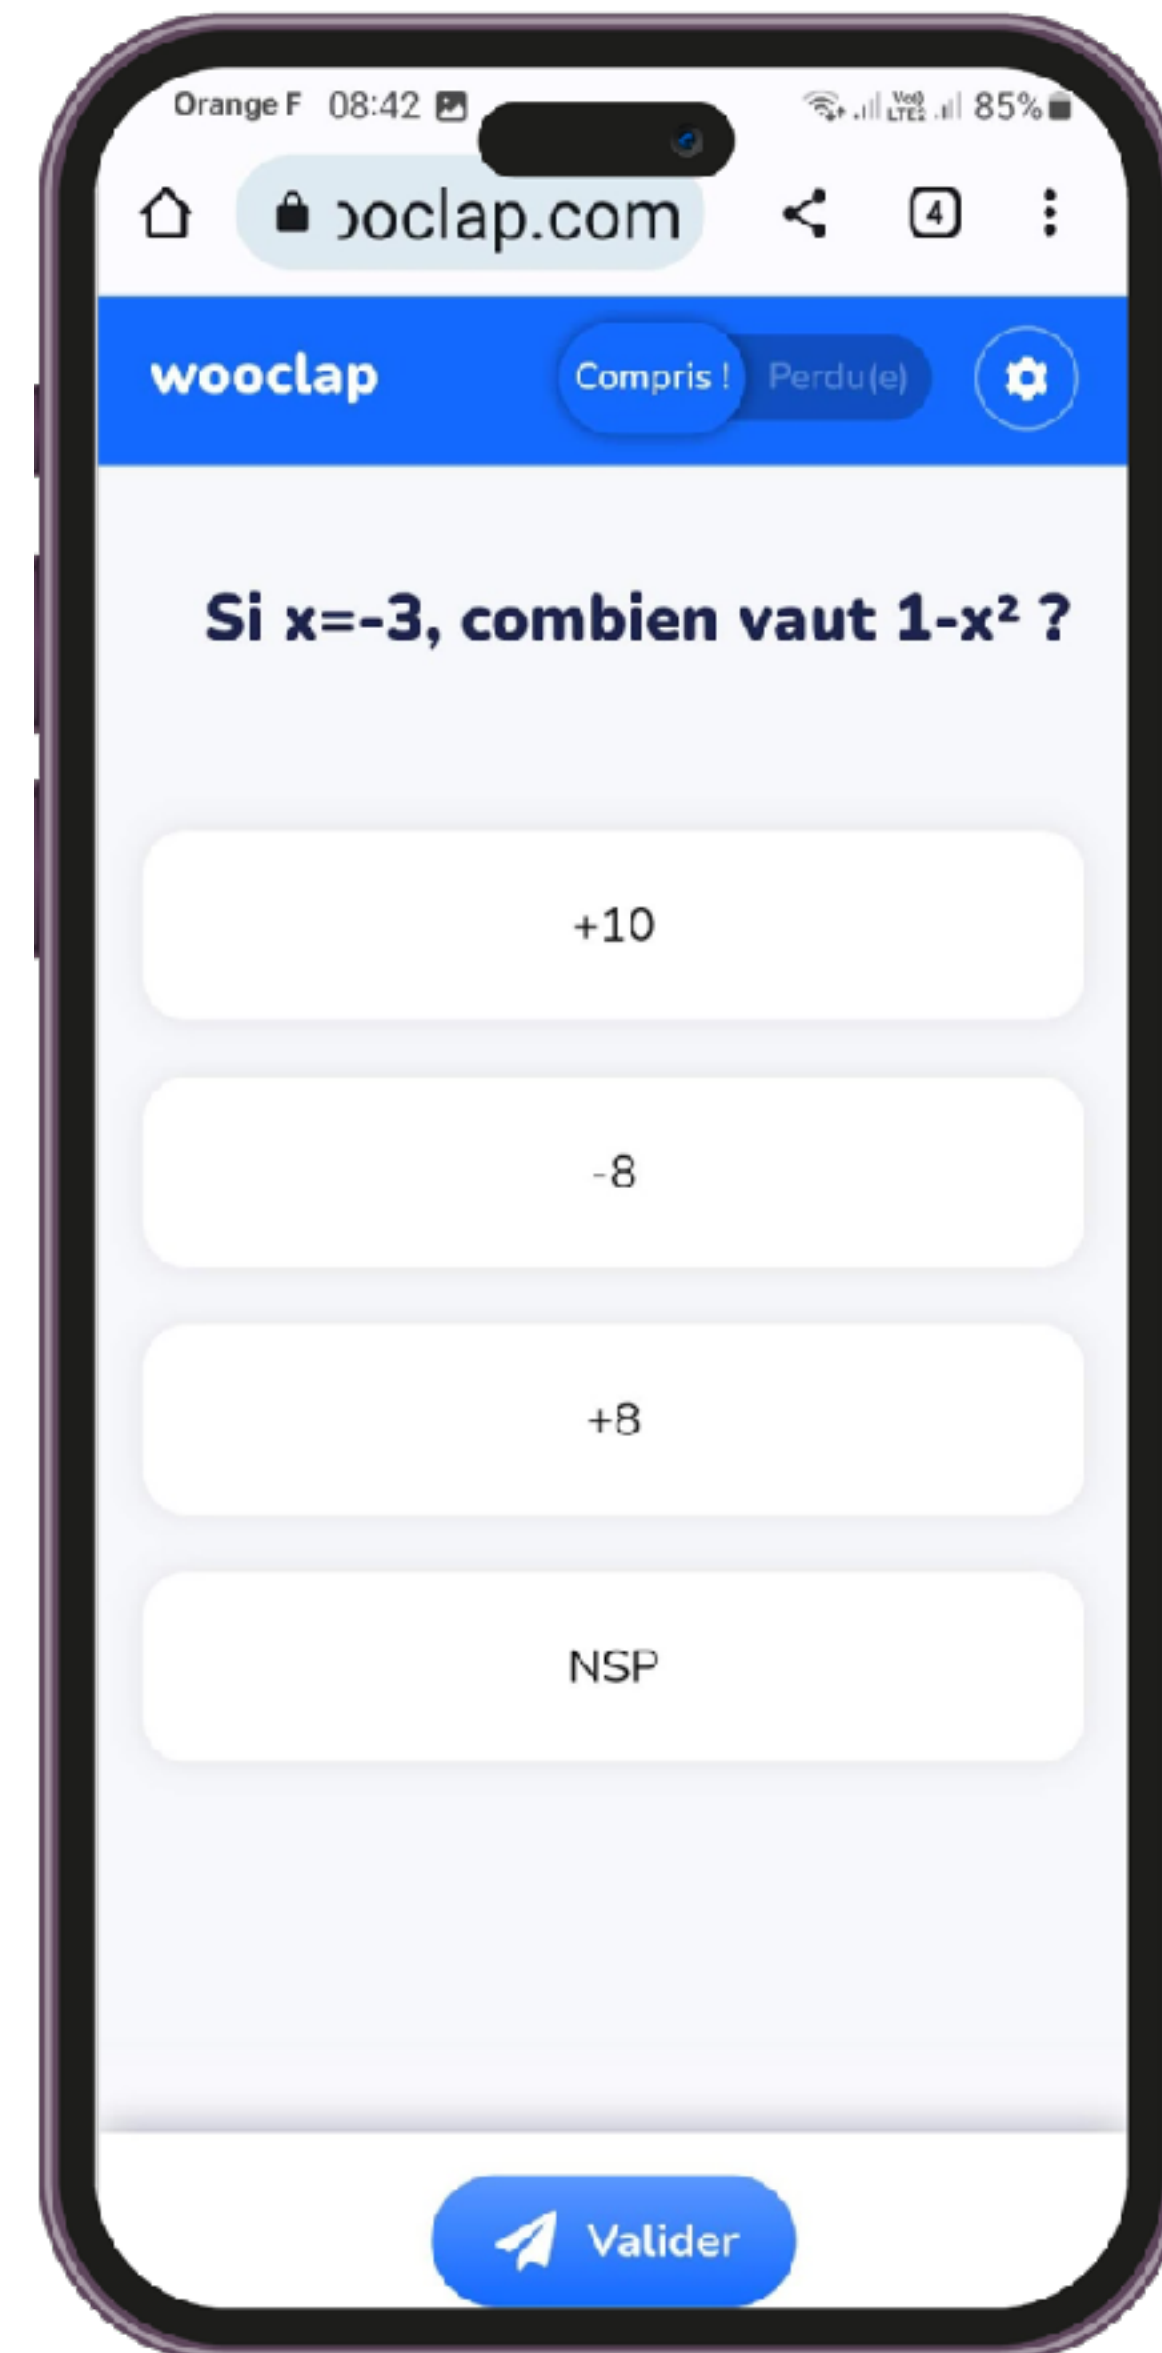 Orange F 08:42 85%
ooclap.com 4
wooclap Compris ! Perdu(e)
Si x=-3, combien vaut 1-x² ?
+10
-8
+8
NSP
Valider